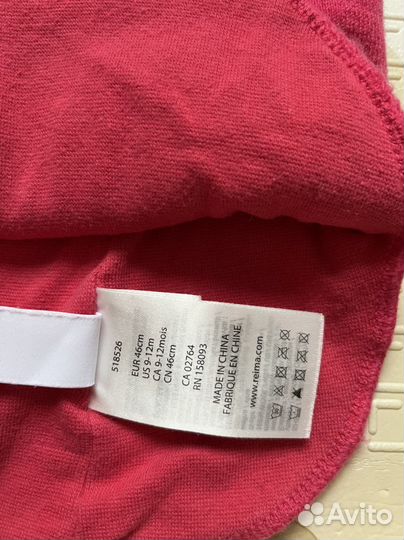 518526
EUR 46cm
US 9-12m
CA 9-12mois
CN 46cm
CA 02764
RN 158093
MADE IN CHINA
FABRIQUE EN CHINE
www.reima.com
Avito